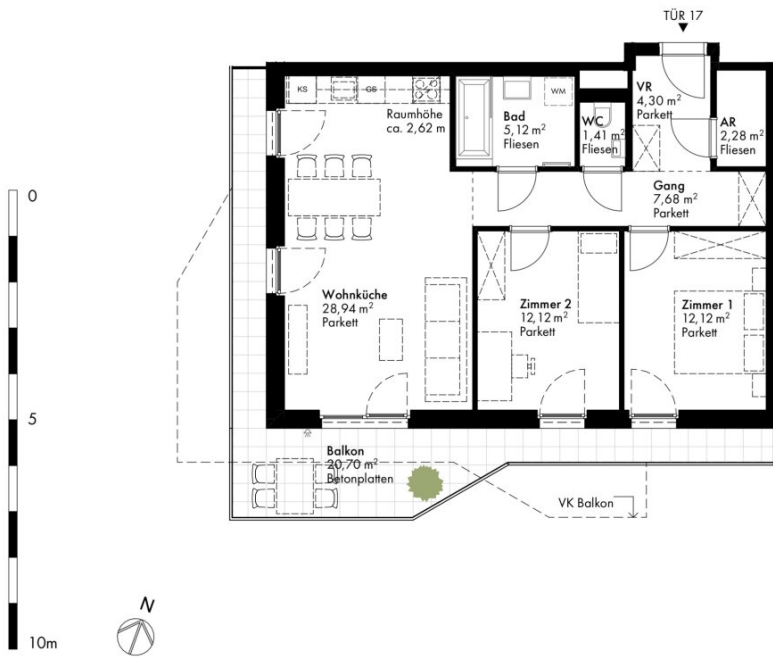 TÜR 17
KS
GS
Raumhöhe
ca. 2,62 m
Bad
5,12 m²
Fliesen
WM
WC
1,41 m²
Fliesen
VR
4,30 m²
Parkett
AR
2,28 m²
Fliesen
Gang
7,68 m²
Parkett
Wohnküche
28,94 m²
Parkett
Zimmer 2
12,12 m²
Parkett
Zimmer 1
12,12 m²
Parkett
Balkon
20,70 m²
Betonplatten
VK Balkon
0
5
10m
N